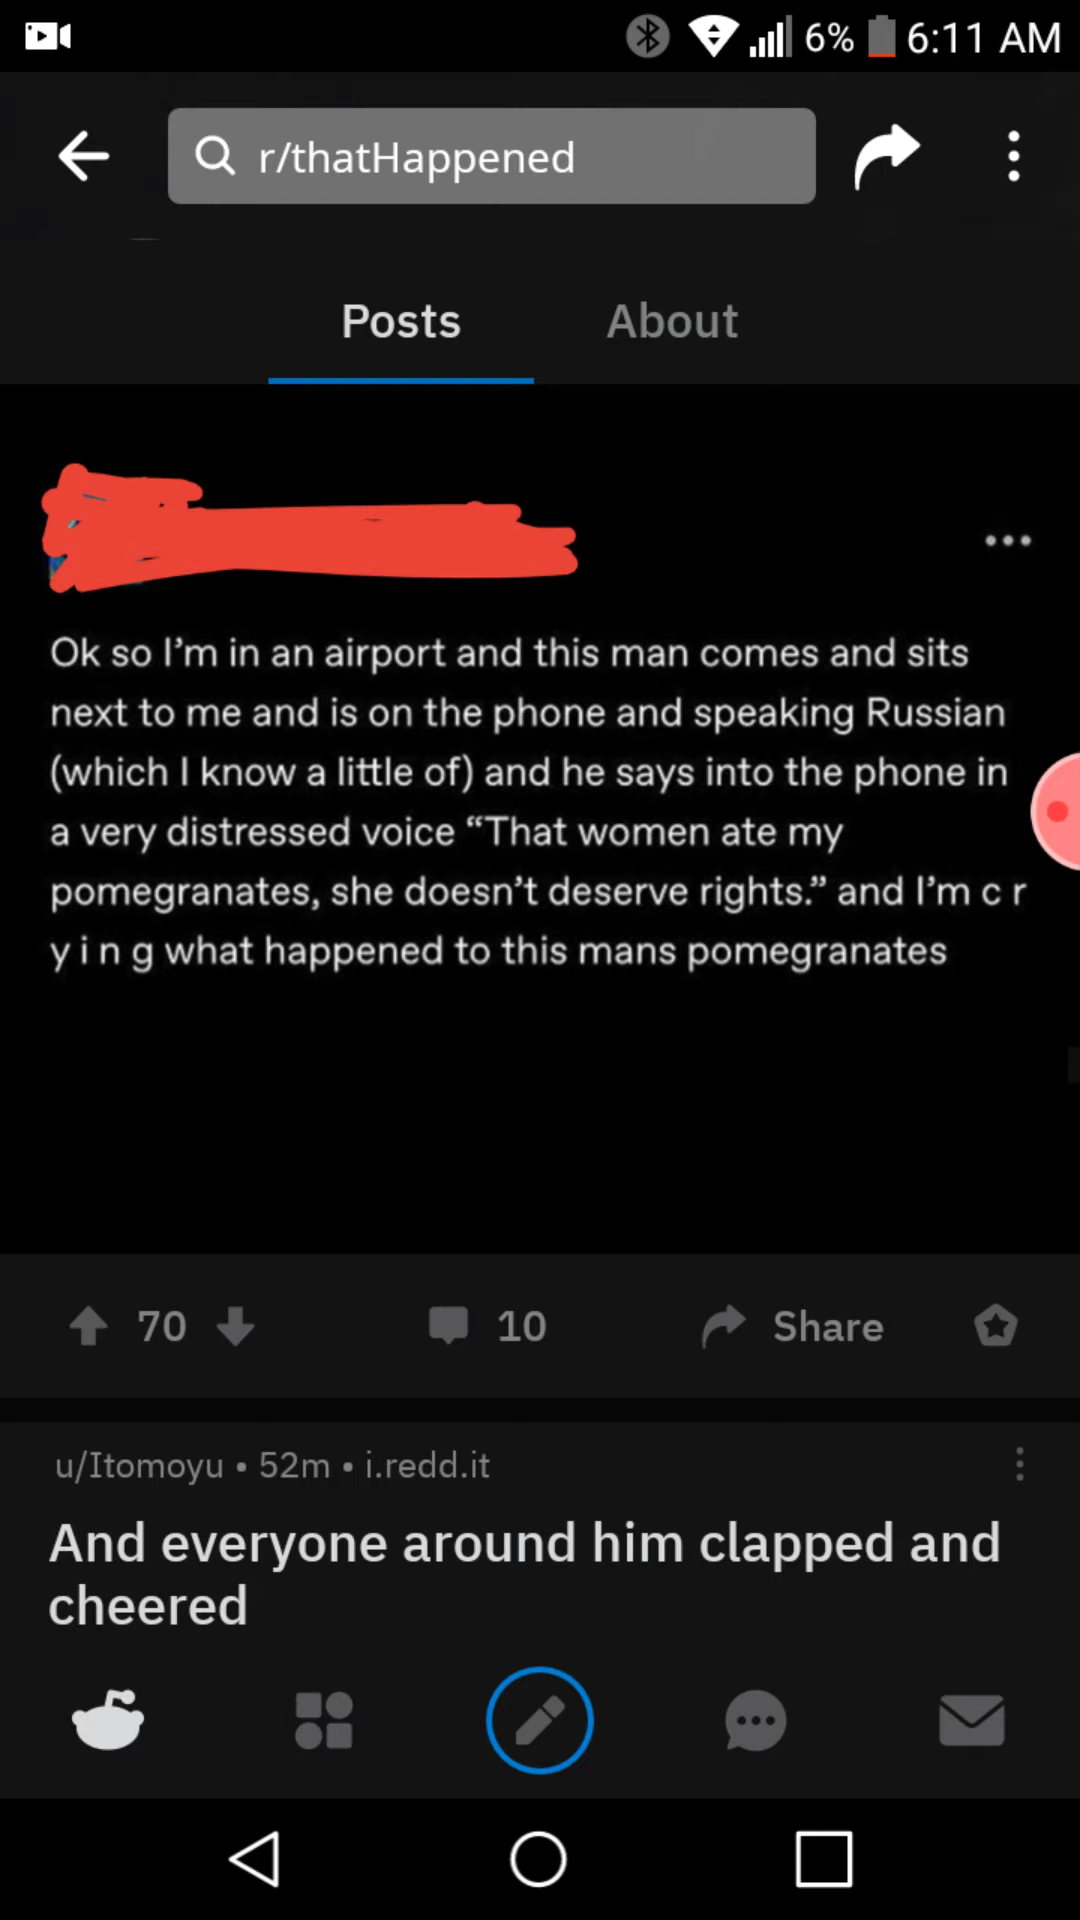 6% 6:11 AM
r/thatHappened
Posts About
Ok so I’m in an airport and this man comes and sits
next to me and is on the phone and speaking Russian
(which I know a little of) and he says into the phone in
a very distressed voice “That women ate my
pomegranates, she doesn’t deserve rights.” and I’m c r
y i n g what happened to this mans pomegranates
70 10 Share
u/Itomoyu • 52m • i.redd.it
And everyone around him clapped and
cheered